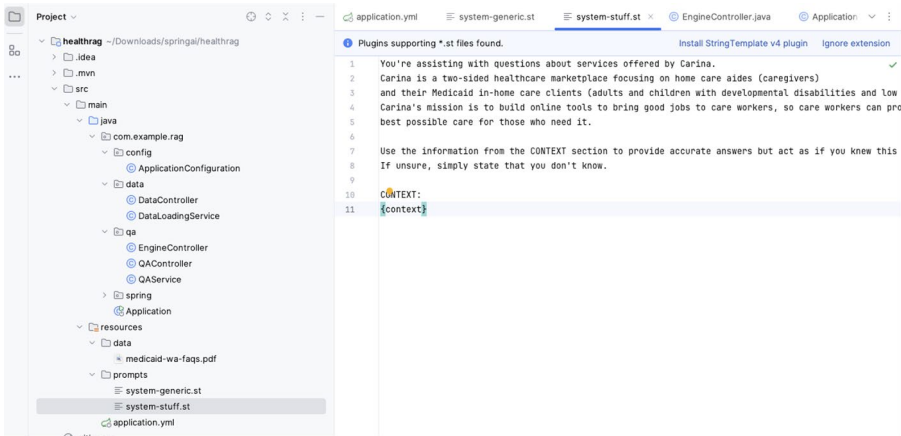 Project
healthrag ~/Downloads/springai/healthrag
.idea
.mvn
src
main
java
com.example.rag
config
ApplicationConfiguration
data
DataController
DataLoadingService
qa
EngineController
QAController
QAService
spring
Application
resources
data
medicaid-wa-faqs.pdf
prompts
system-generic.st
system-stuff.st
application.yml
application.yml system-generic.st system-stuff.st EngineController.java Application
Plugins supporting *.st files found. Install StringTemplate v4 plugin Ignore extension
1 You're assisting with questions about services offered by Carina.
2 Carina is a two-sided healthcare marketplace focusing on home care aides (caregivers)
3 and their Medicaid in-home care clients (adults and children with developmental disabilities and low
4 Carina's mission is to build online tools to bring good jobs to care workers, so care workers can pro
5 best possible care for those who need it.
6
7 Use the information from the CONTEXT section to provide accurate answers but act as if you knew this
8 If unsure, simply state that you don't know.
9
10 CONTEXT:
11 {context}